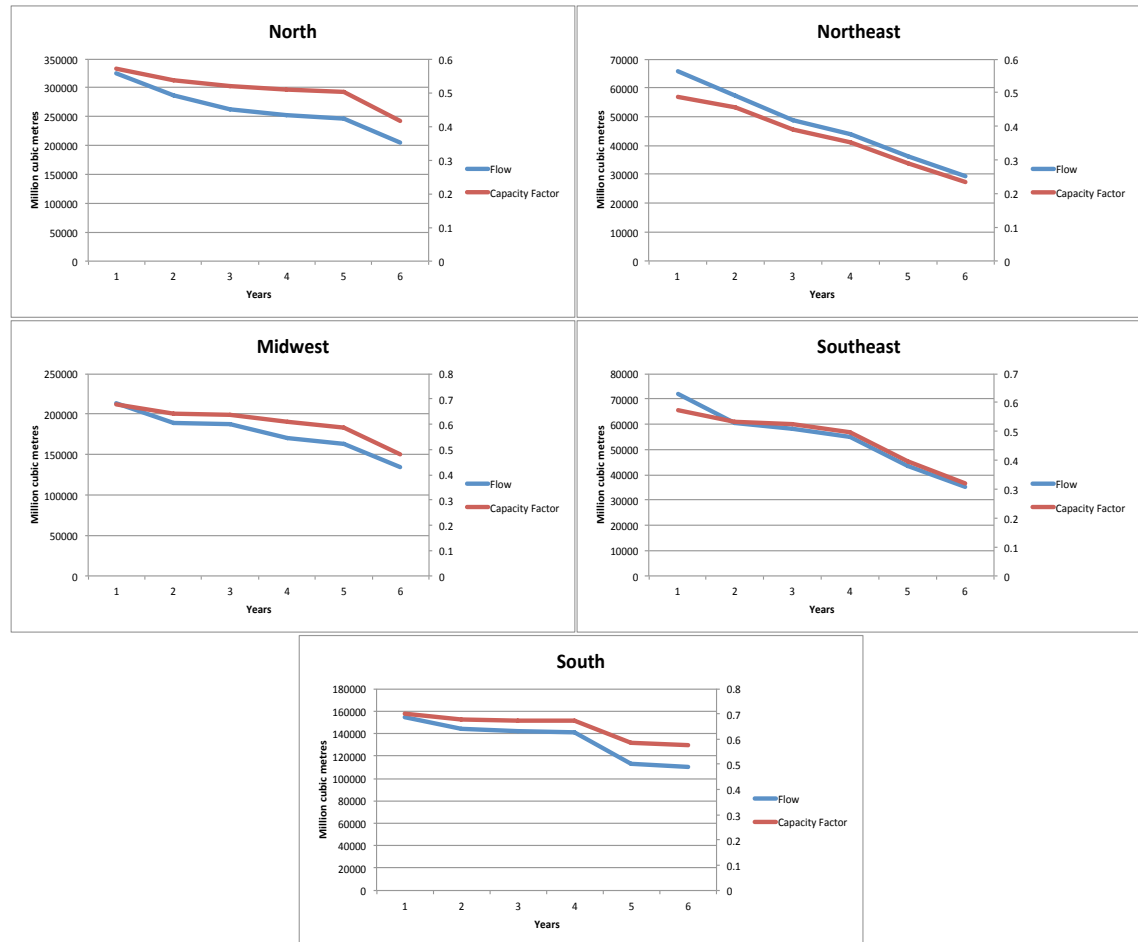 North
Million cubic metres
350000
300000
250000
200000
150000
100000
50000
0
0.6
0.5
0.4
0.3
0.2
0.1
0
1 2 3 4 5 6
Years
Flow
Capacity Factor
Northeast
Million cubic metres
70000
60000
50000
40000
30000
20000
10000
0
0.6
0.5
0.4
0.3
0.2
0.1
0
1 2 3 4 5 6
Years
Flow
Capacity Factor
Midwest
Million cubic metres
250000
200000
150000
100000
50000
0
0.8
0.7
0.6
0.5
0.4
0.3
0.2
0.1
0
1 2 3 4 5 6
Years
Flow
Capacity Factor
Southeast
Million cubic metres
80000
70000
60000
50000
40000
30000
20000
10000
0
0.7
0.6
0.5
0.4
0.3
0.2
0.1
0
1 2 3 4 5 6
Years
Flow
Capacity Factor
South
Million cubic metres
180000
160000
140000
120000
100000
80000
60000
40000
20000
0
0.8
0.7
0.6
0.5
0.4
0.3
0.2
0.1
0
1 2 3 4 5 6
Years
Flow
Capacity Factor